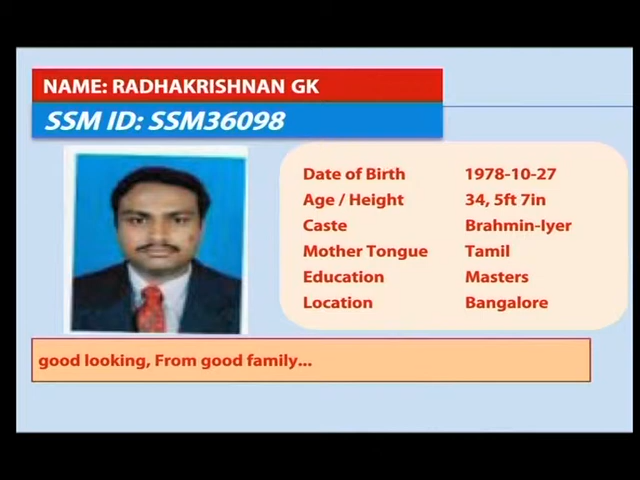 NAME: RADHAKRISHNAN GK
SSM ID: SSM36098
Date of Birth 1978-10-27
Age / Height 34, 5ft 7in
Caste Brahmin-Iyer
Mother Tongue Tamil
Education Masters
Location Bangalore
good looking, From good family...